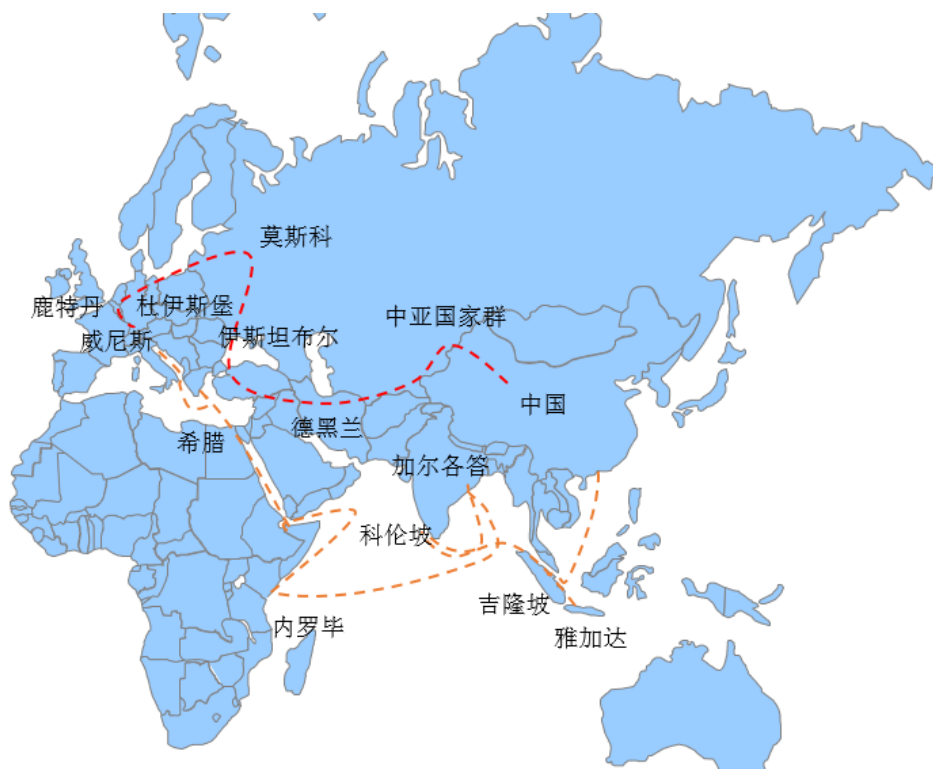 莫斯科
鹿特丹
杜伊斯堡
威尼斯
伊斯坦布尔
中亚国家群
中国
希腊
德黑兰
加尔各答
科伦坡
吉隆坡
内罗毕
雅加达